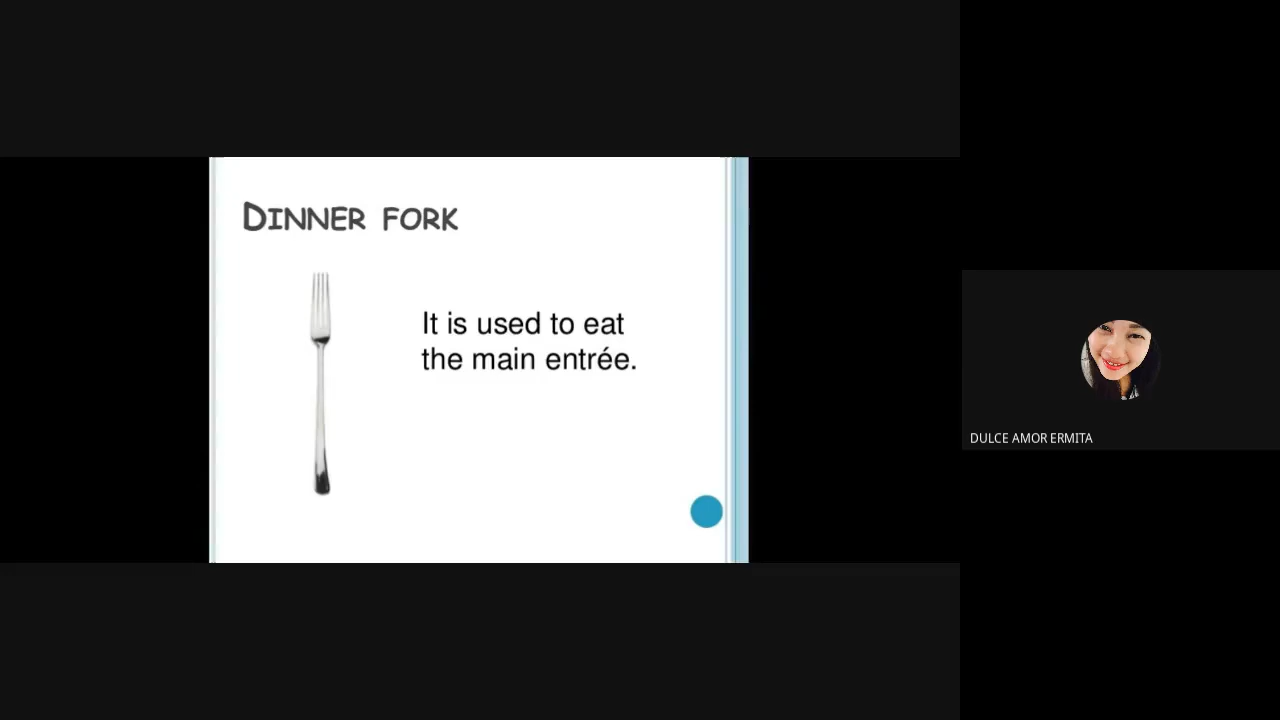 DINNER FORK
It is used to eat
the main entrée.
DULCE AMOR ERMITA